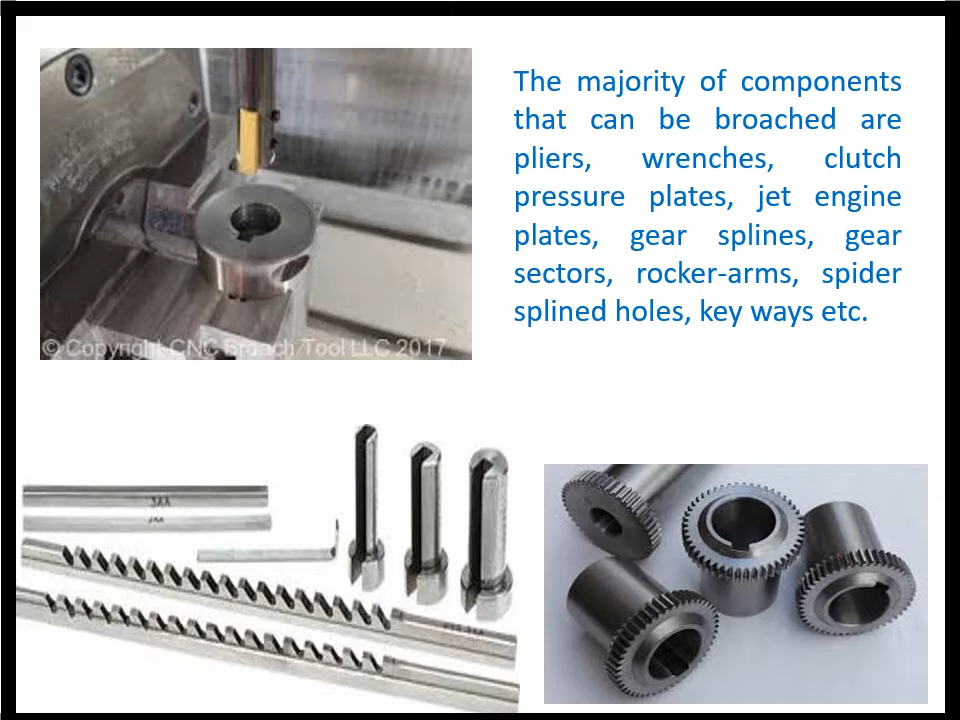 The majority of components
that can be broached are
pliers, wrenches, clutch
pressure plates, jet engine
plates, gear splines, gear
sectors, rocker-arms, spider
splined holes, key ways etc.
© Copyright CNC Broach Tool LLC 2017
3AA